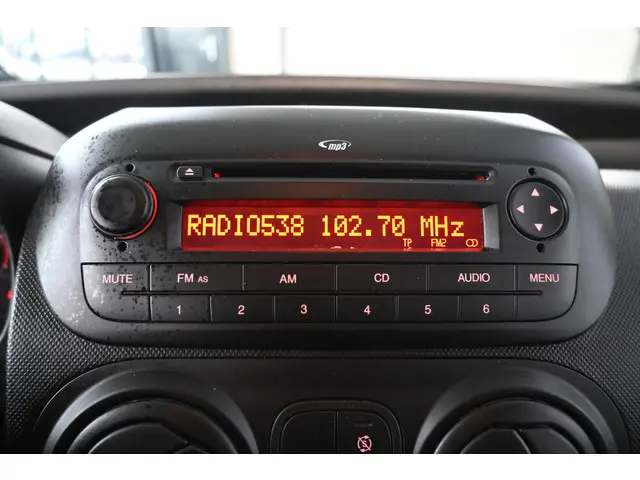 mp3
RADIO538 102.70 MHz
TP FM2
MUTE FM AS AM CD AUDIO MENU
1 2 3 4 5 6